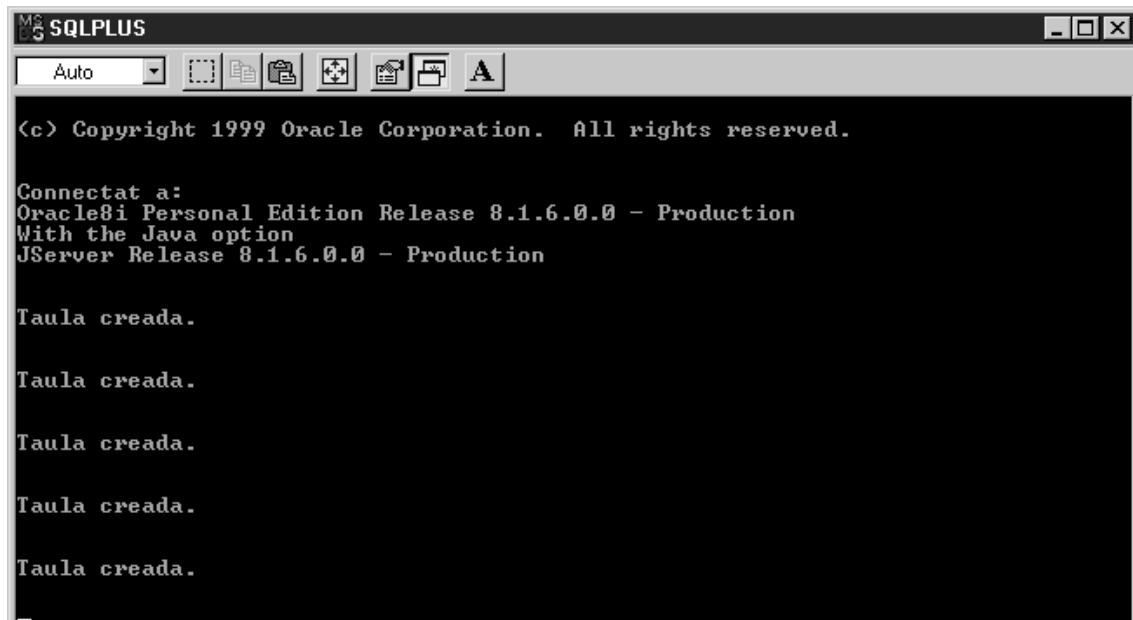 SQLPLUS
Auto
A
(c) Copyright 1999 Oracle Corporation.  All rights reserved.
Connectat a:
Oracle8i Personal Edition Release 8.1.6.0.0 - Production
With the Java option
JServer Release 8.1.6.0.0 - Production
Taula creada.
Taula creada.
Taula creada.
Taula creada.
Taula creada.